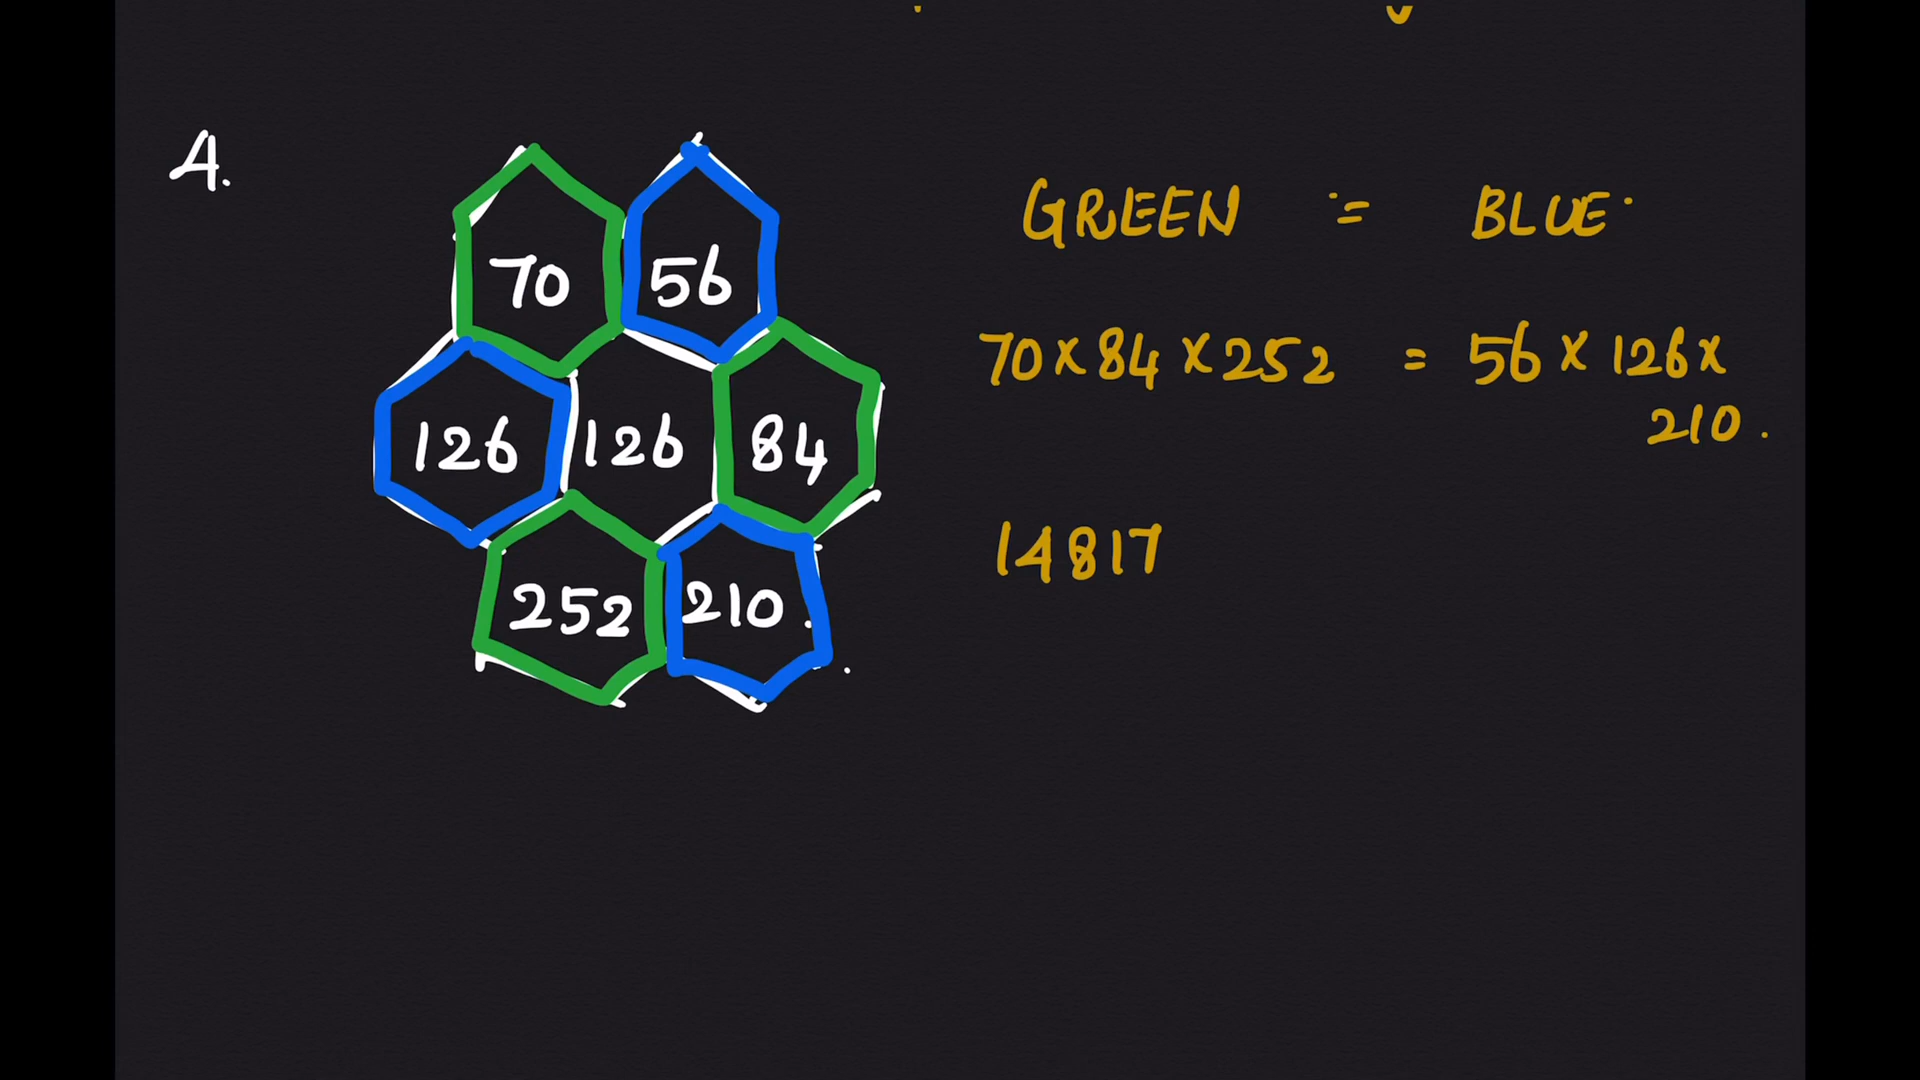 A.
70 56
126 126 84
252 210.
GREEN = BLUE
70 × 84 × 252 = 56 × 126 ×
210.
14817